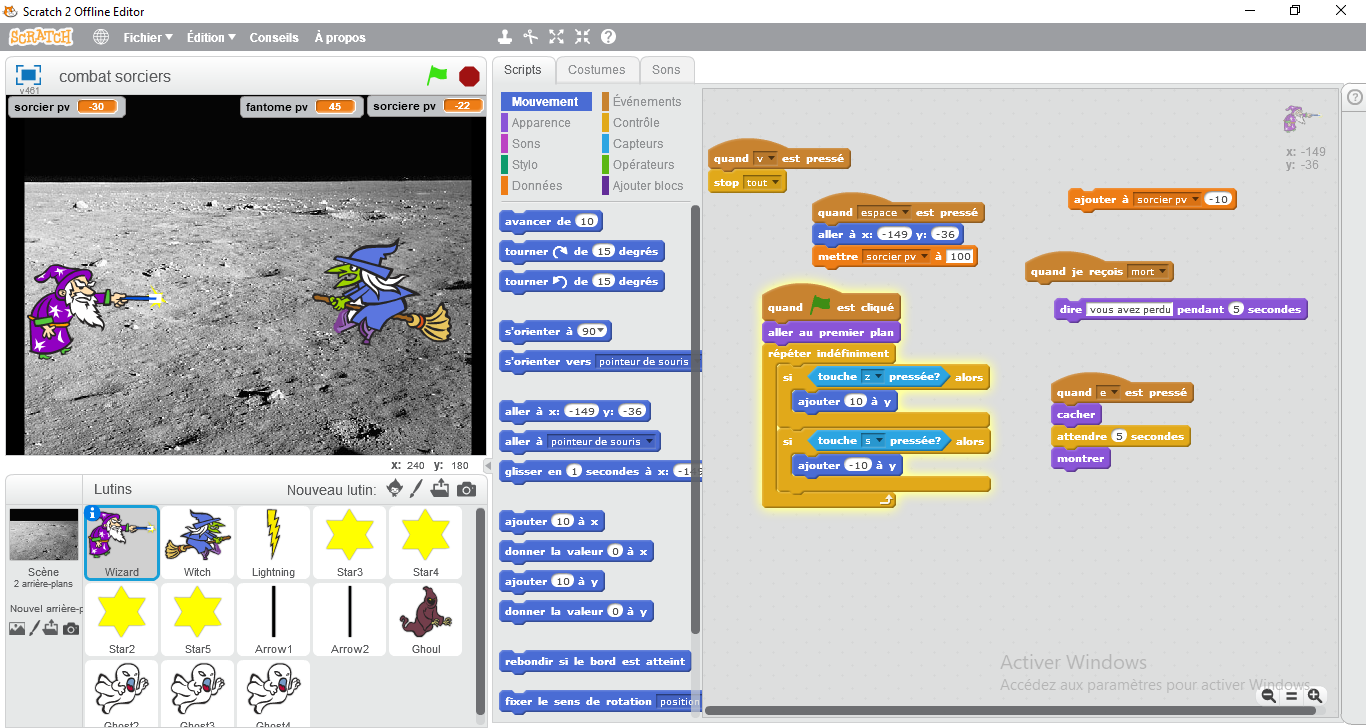 Scratch 2 Offline Editor
SCRATCH Fichier Édition Conseils À propos
v461
combat sorciers
sorcier pv -30
fantome pv 45
sorciere pv -22
x: 240 y: 180
Lutins
Nouveau lutin:
Scène
2 arrière-plans
Nouvel arrière-p
Wizard
Witch
Lightning
Star3
Star4
Star2
Star5
Arrow1
Arrow2
Ghoul
Ghost2
Ghost3
Ghost4
Scripts
Costumes
Sons
Mouvement
Événements
Apparence
Contrôle
Sons
Capteurs
Stylo
Opérateurs
Données
Ajouter blocs
avancer de 10
tourner de 15 degrés
tourner de 15 degrés
s'orienter à 90
s'orienter vers pointeur de souris
aller à x: -149 y: -36
aller à pointeur de souris
glisser en 1 secondes à x: -149
ajouter 10 à x
donner la valeur 0 à x
ajouter 10 à y
donner la valeur 0 à y
rebondir si le bord est atteint
fixer le sens de rotation position
quand v est pressé
stop tout
quand espace est pressé
aller à x: -149 y: -36
mettre sorcier pv à 100
quand est cliqué
aller au premier plan
répéter indéfiniment
si touche z pressée? alors
ajouter 10 à y
si touche s pressée? alors
ajouter -10 à y
x: -149
y: -36
ajouter à sorcier pv -10
quand je reçois mort
dire vous avez perdu pendant 5 secondes
quand e est pressé
cacher
attendre 5 secondes
montrer
Activer Windows
Accédez aux paramètres pour activer Windows.